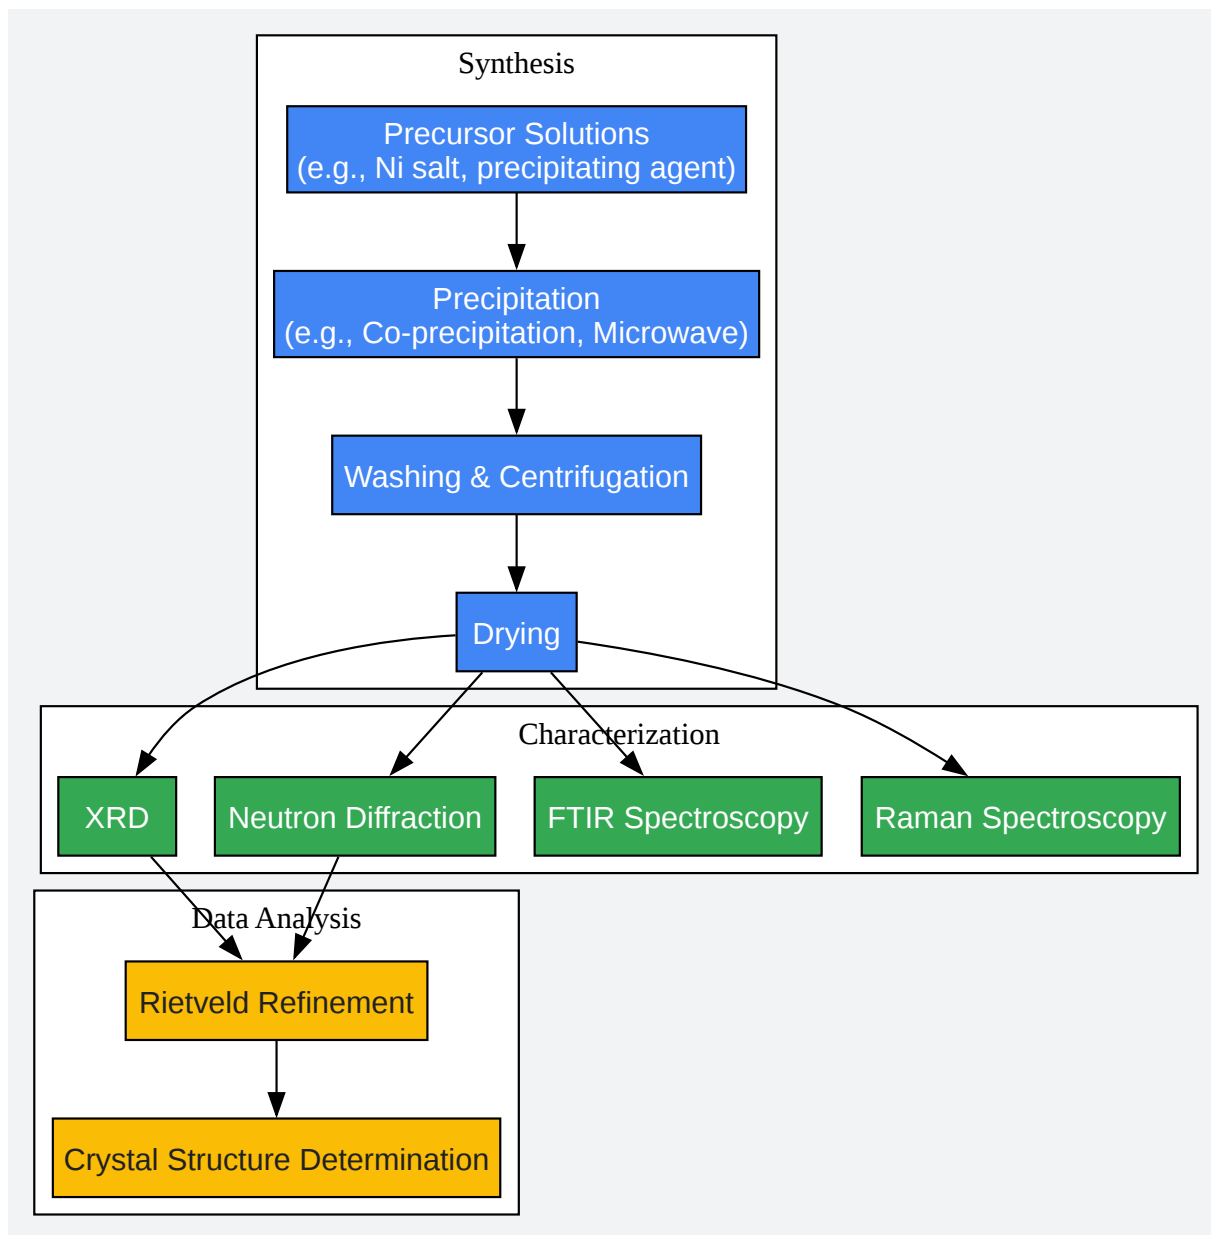 Synthesis
Precursor Solutions
(e.g., Ni salt, precipitating agent)
Precipitation
(e.g., Co-precipitation, Microwave)
Washing & Centrifugation
Drying
Characterization
XRD
Neutron Diffraction
FTIR Spectroscopy
Raman Spectroscopy
Data Analysis
Rietveld Refinement
Crystal Structure Determination